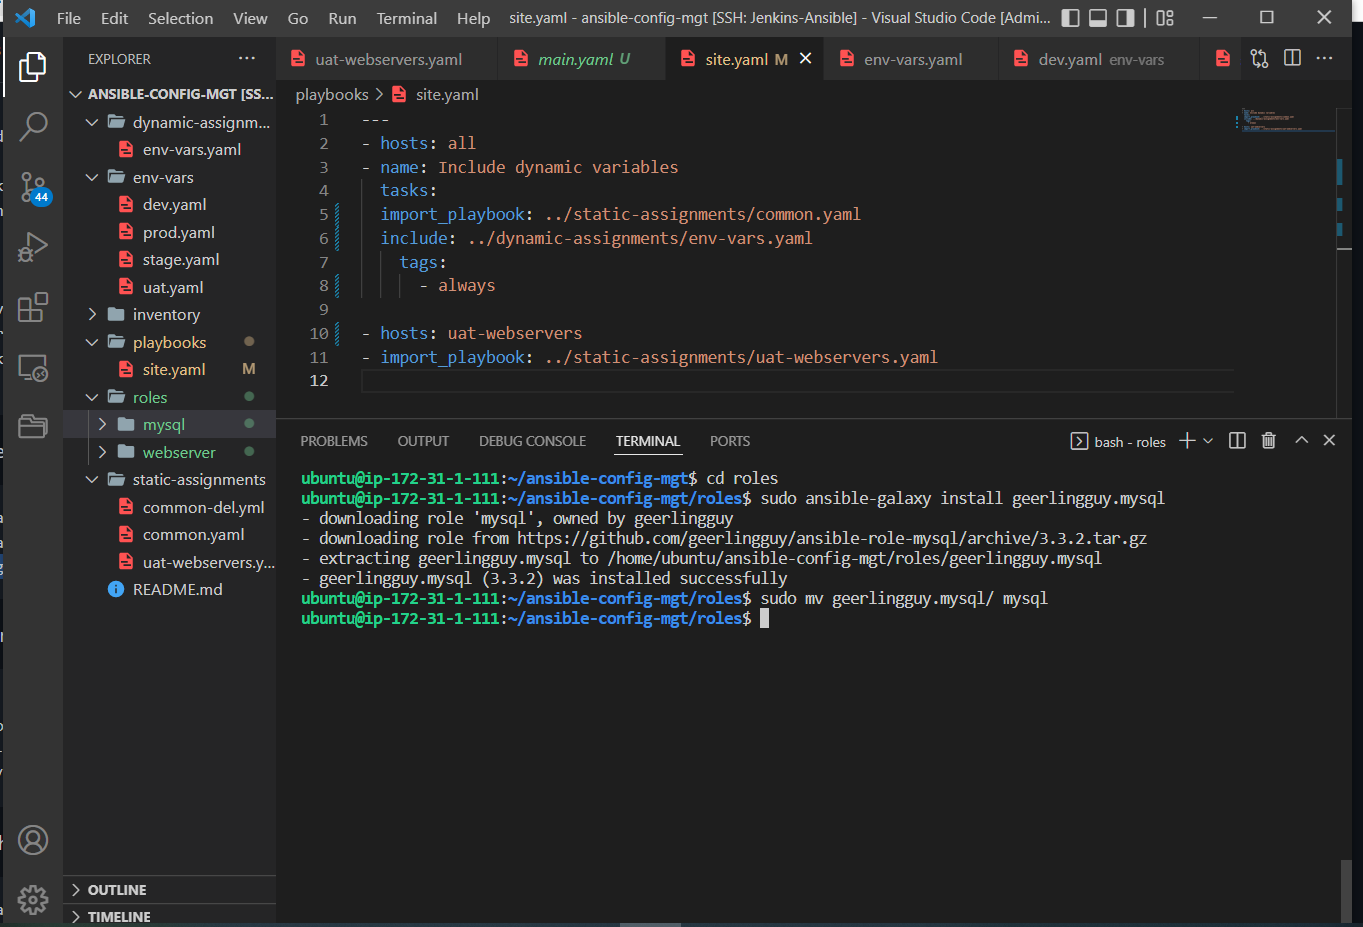 File Edit Selection View Go Run Terminal Help site.yaml - ansible-config-mgt [SSH: Jenkins-Ansible] - Visual Studio Code [Admi...
EXPLORER ...
ANSIBLE-CONFIG-MGT [SS...
dynamic-assignm...
env-vars.yaml
env-vars
dev.yaml
prod.yaml
stage.yaml
uat.yaml
inventory
playbooks
site.yaml M
roles
mysql
webserver
static-assignments
common-del.yml
common.yaml
uat-webservers.y...
README.md
OUTLINE
TIMELINE
44
uat-webservers.yaml main.yaml U site.yaml M env-vars.yaml dev.yaml env-vars
playbooks > site.yaml
1 ---
2 - hosts: all
3 - name: Include dynamic variables
4 tasks:
5 import_playbook: ../static-assignments/common.yaml
6 include: ../dynamic-assignments/env-vars.yaml
7 tags:
8 - always
9
10 - hosts: uat-webservers
11 - import_playbook: ../static-assignments/uat-webservers.yaml
12
PROBLEMS OUTPUT DEBUG CONSOLE TERMINAL PORTS bash - roles
ubuntu@ip-172-31-1-111:~/ansible-config-mgt$ cd roles
ubuntu@ip-172-31-1-111:~/ansible-config-mgt/roles$ sudo ansible-galaxy install geerlingguy.mysql
- downloading role 'mysql', owned by geerlingguy
- downloading role from https://github.com/geerlingguy/ansible-role-mysql/archive/3.3.2.tar.gz
- extracting geerlingguy.mysql to /home/ubuntu/ansible-config-mgt/roles/geerlingguy.mysql
- geerlingguy.mysql (3.3.2) was installed successfully
ubuntu@ip-172-31-1-111:~/ansible-config-mgt/roles$ sudo mv geerlingguy.mysql/ mysql
ubuntu@ip-172-31-1-111:~/ansible-config-mgt/roles$